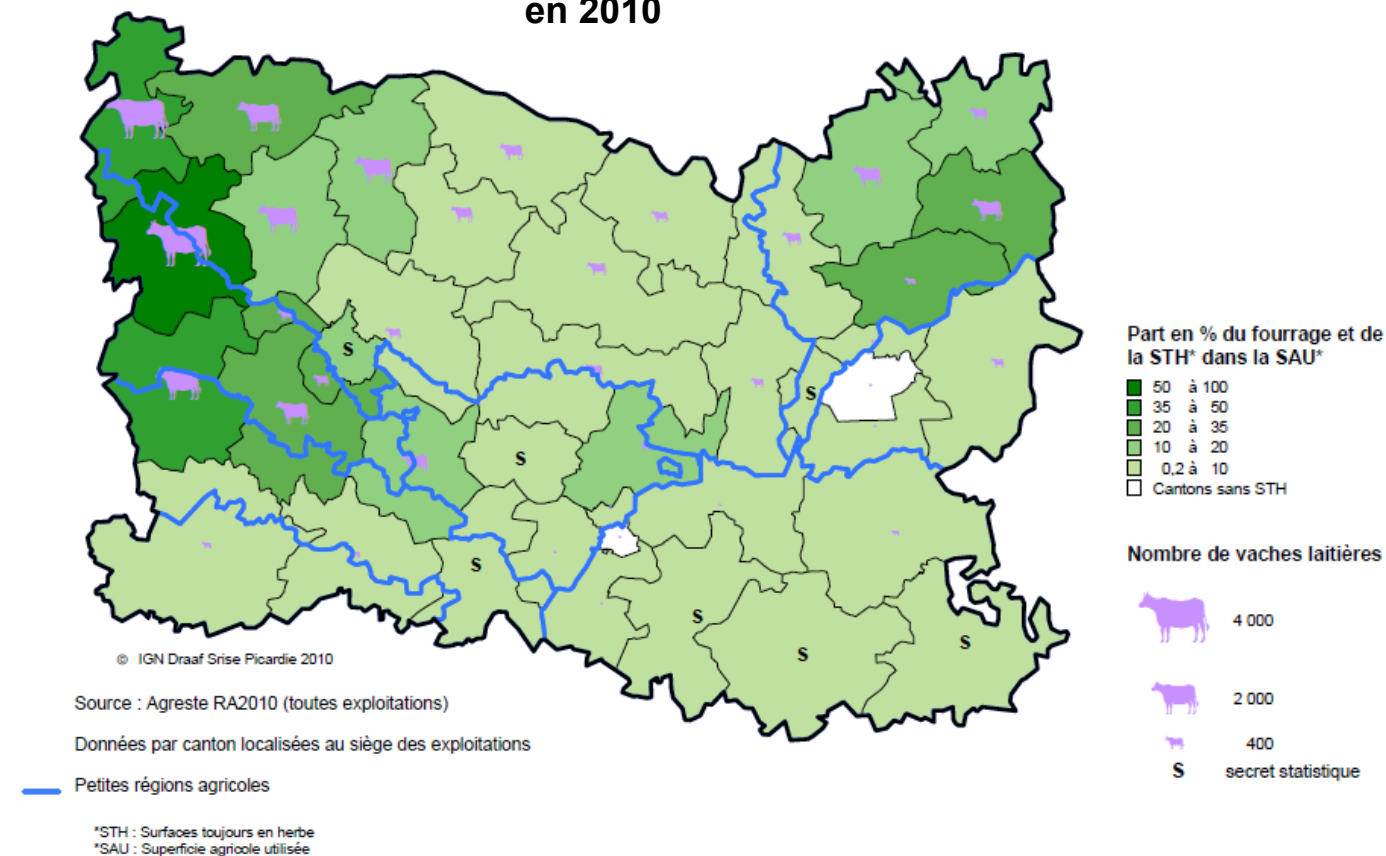 en 2010
S
S
S
S
S
S
S
Part en % du fourrage et de
la STH* dans la SAU*
50 à 100
35 à 50
20 à 35
10 à 20
0,2 à 10
Cantons sans STH
Nombre de vaches laitières
4 000
2 000
400
S secret statistique
© IGN Draaf Srise Picardie 2010
Source : Agreste RA2010 (toutes exploitations)
Données par canton localisées au siège des exploitations
Petites régions agricoles
*STH : Surfaces toujours en herbe
*SAU : Superficie agricole utilisée